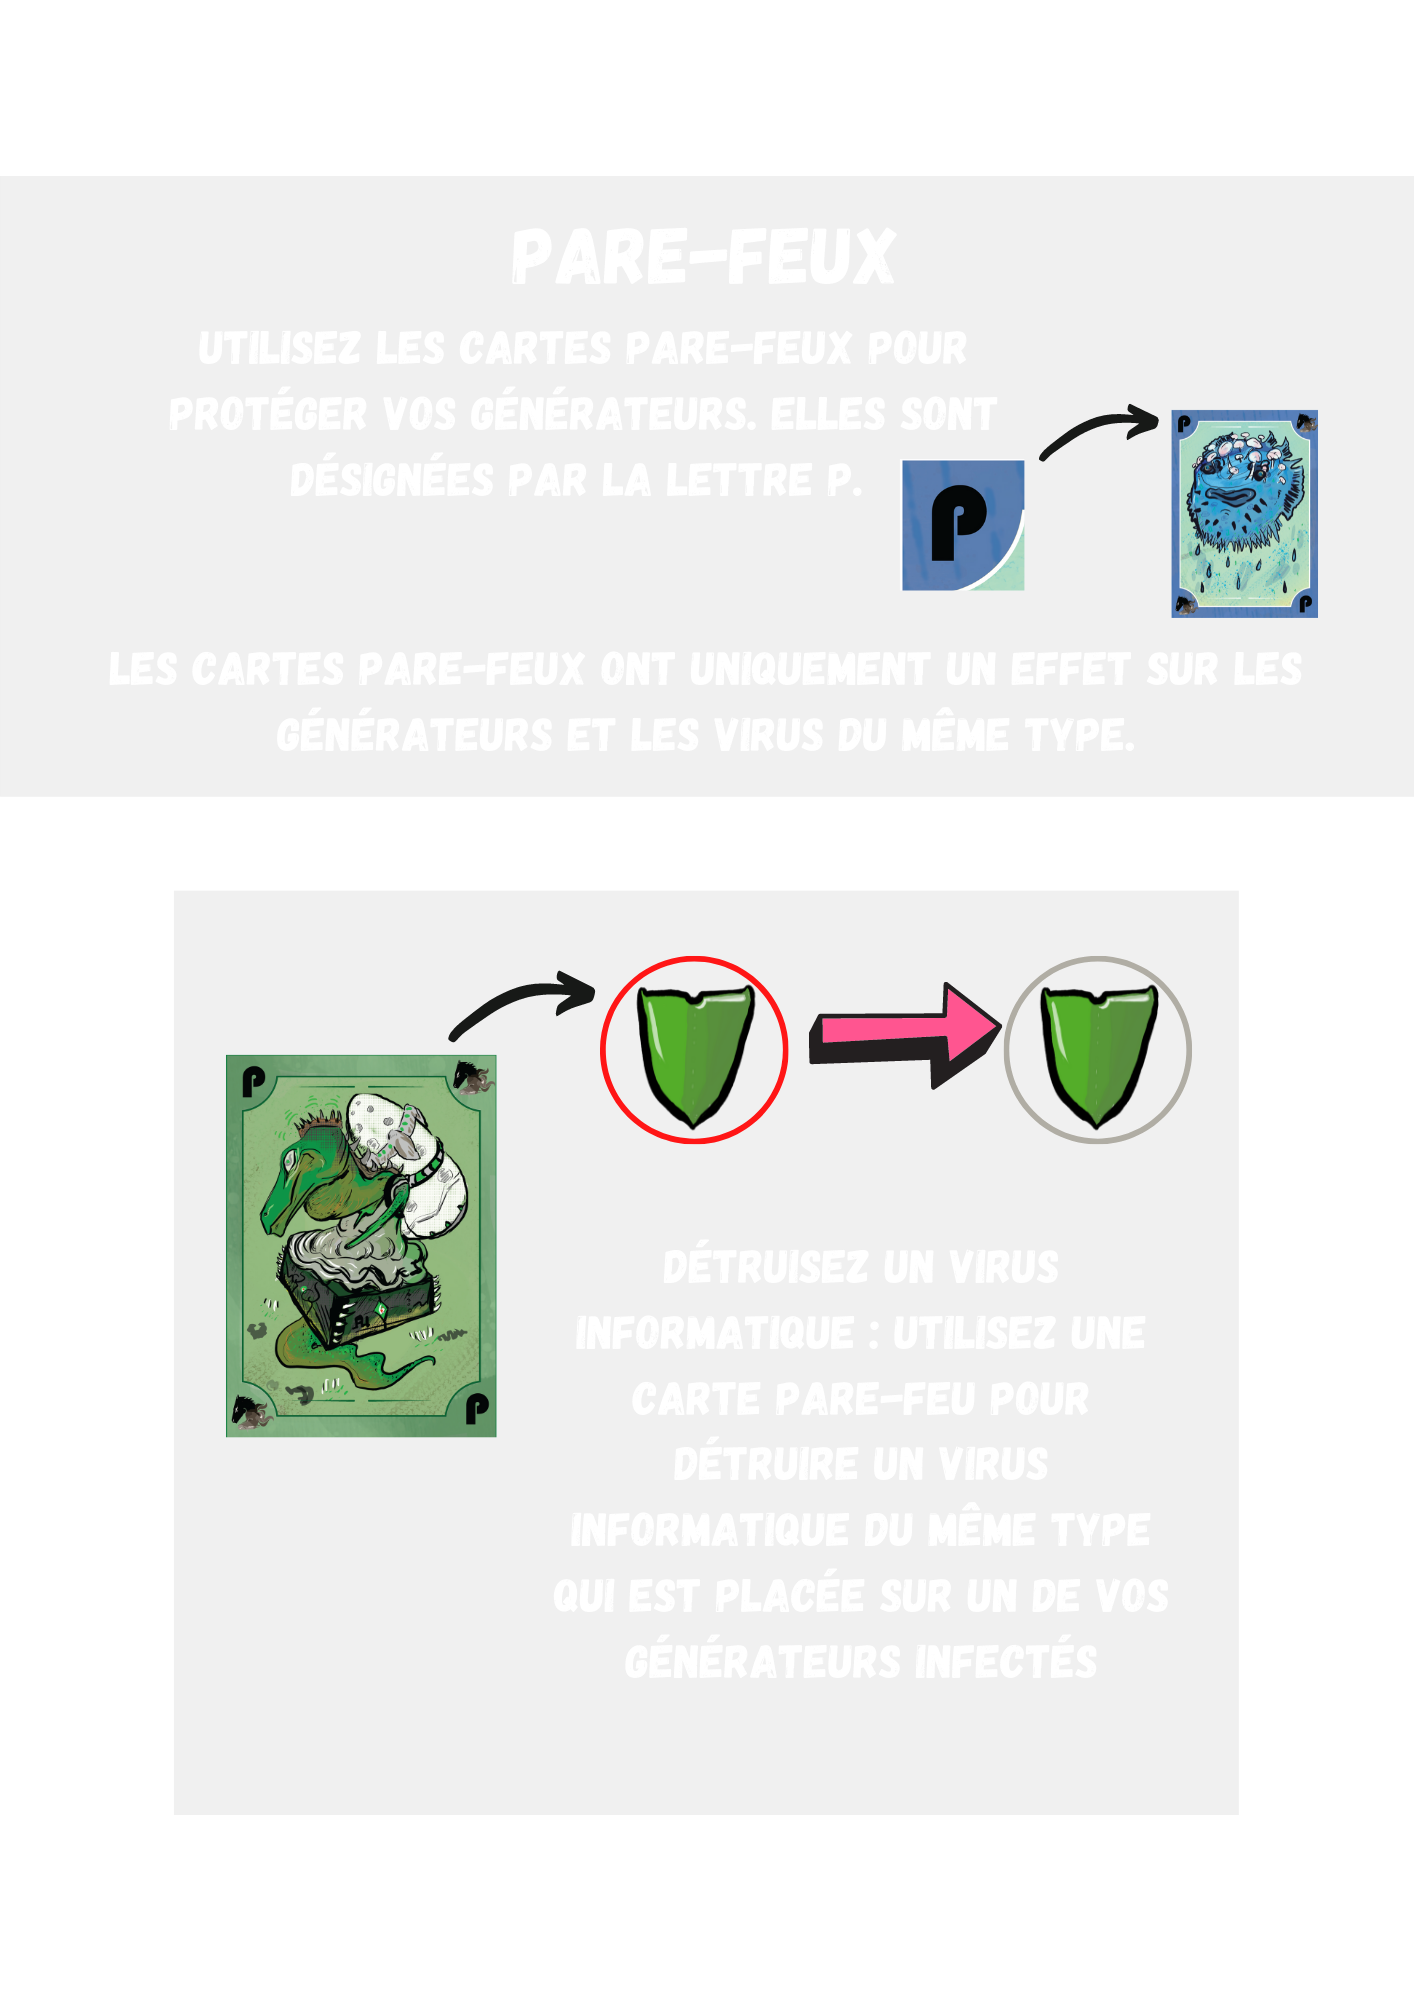 PARE-FEUX
UTILISEZ LES CARTES PARE-FEUX POUR
PROTÉGER VOS GÉNÉRATEURS. ELLES SONT
DÉSIGNÉES PAR LA LETTRE P.
P
P
P
LES CARTES PARE-FEUX ONT UNIQUEMENT UN EFFET SUR LES
GÉNÉRATEURS ET LES VIRUS DU MÊME TYPE.
P
P
DÉTRUISEZ UN VIRUS
INFORMATIQUE : UTILISEZ UNE
CARTE PARE-FEU POUR
DÉTRUIRE UN VIRUS
INFORMATIQUE DU MÊME TYPE
QUI EST PLACÉE SUR UN DE VOS
GÉNÉRATEURS INFECTÉS